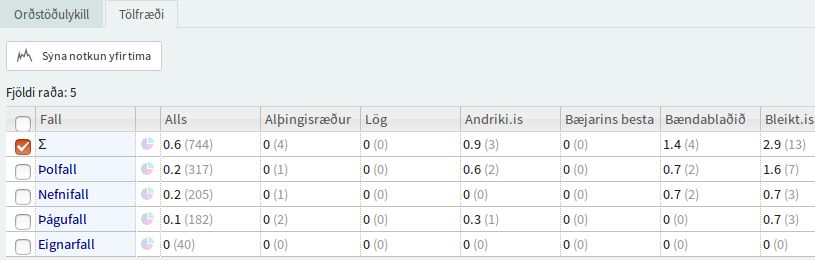 Orðstöðulykill Tölfræði
Sýna notkun yfir tíma
Fjöldi raða: 5
Fall Alls Alþingisræður Lög Andriki.is Bæjarins besta Bændablaðið Bleikt.is
Σ 0.6 (744) 0 (4) 0 (0) 0.9 (3) 0 (0) 1.4 (4) 2.9 (13)
Þolfall 0.2 (317) 0 (1) 0 (0) 0.6 (2) 0 (0) 0.7 (2) 1.6 (7)
Nefnifall 0.2 (205) 0 (1) 0 (0) 0 (0) 0 (0) 0.7 (2) 0.7 (3)
Þágufall 0.1 (182) 0 (2) 0 (0) 0.3 (1) 0 (0) 0 (0) 0.7 (3)
Eignarfall 0 (40) 0 (0) 0 (0) 0 (0) 0 (0) 0 (0) 0 (0)